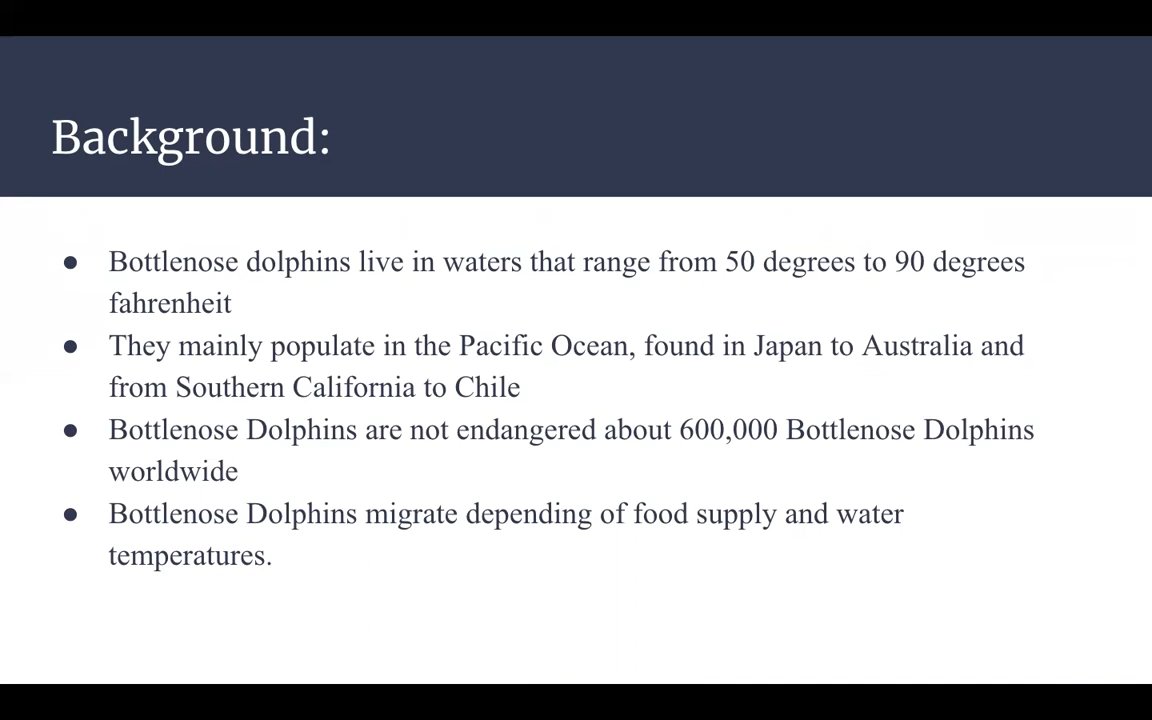 Background:
● Bottlenose dolphins live in waters that range from 50 degrees to 90 degrees
fahrenheit
● They mainly populate in the Pacific Ocean, found in Japan to Australia and
from Southern California to Chile
● Bottlenose Dolphins are not endangered about 600,000 Bottlenose Dolphins
worldwide
● Bottlenose Dolphins migrate depending of food supply and water
temperatures.